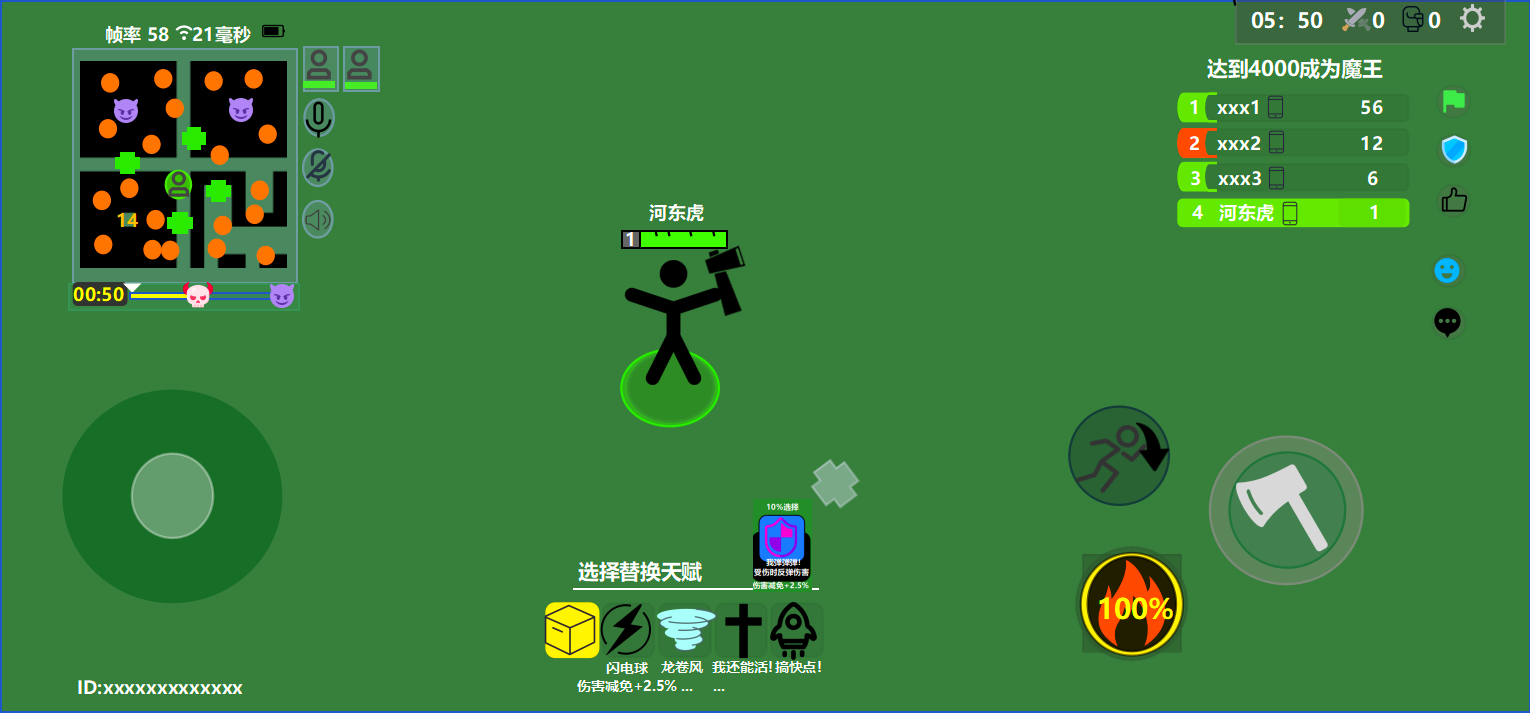 帧率 58 21毫秒
14
00:50
05: 50 0 0
达到4000成为魔王
1 xxx1 56
2 xxx2 12
3 xxx3 6
4 河东虎 1
河东虎
1
10%选择
我弹弹弹!
受伤时反弹伤害
伤害减免+2.5%
选择替换天赋
闪电球 龙卷风 我还能活! 搞快点!
伤害减免+2.5% ... ...
100%
ID:xxxxxxxxxxxxx